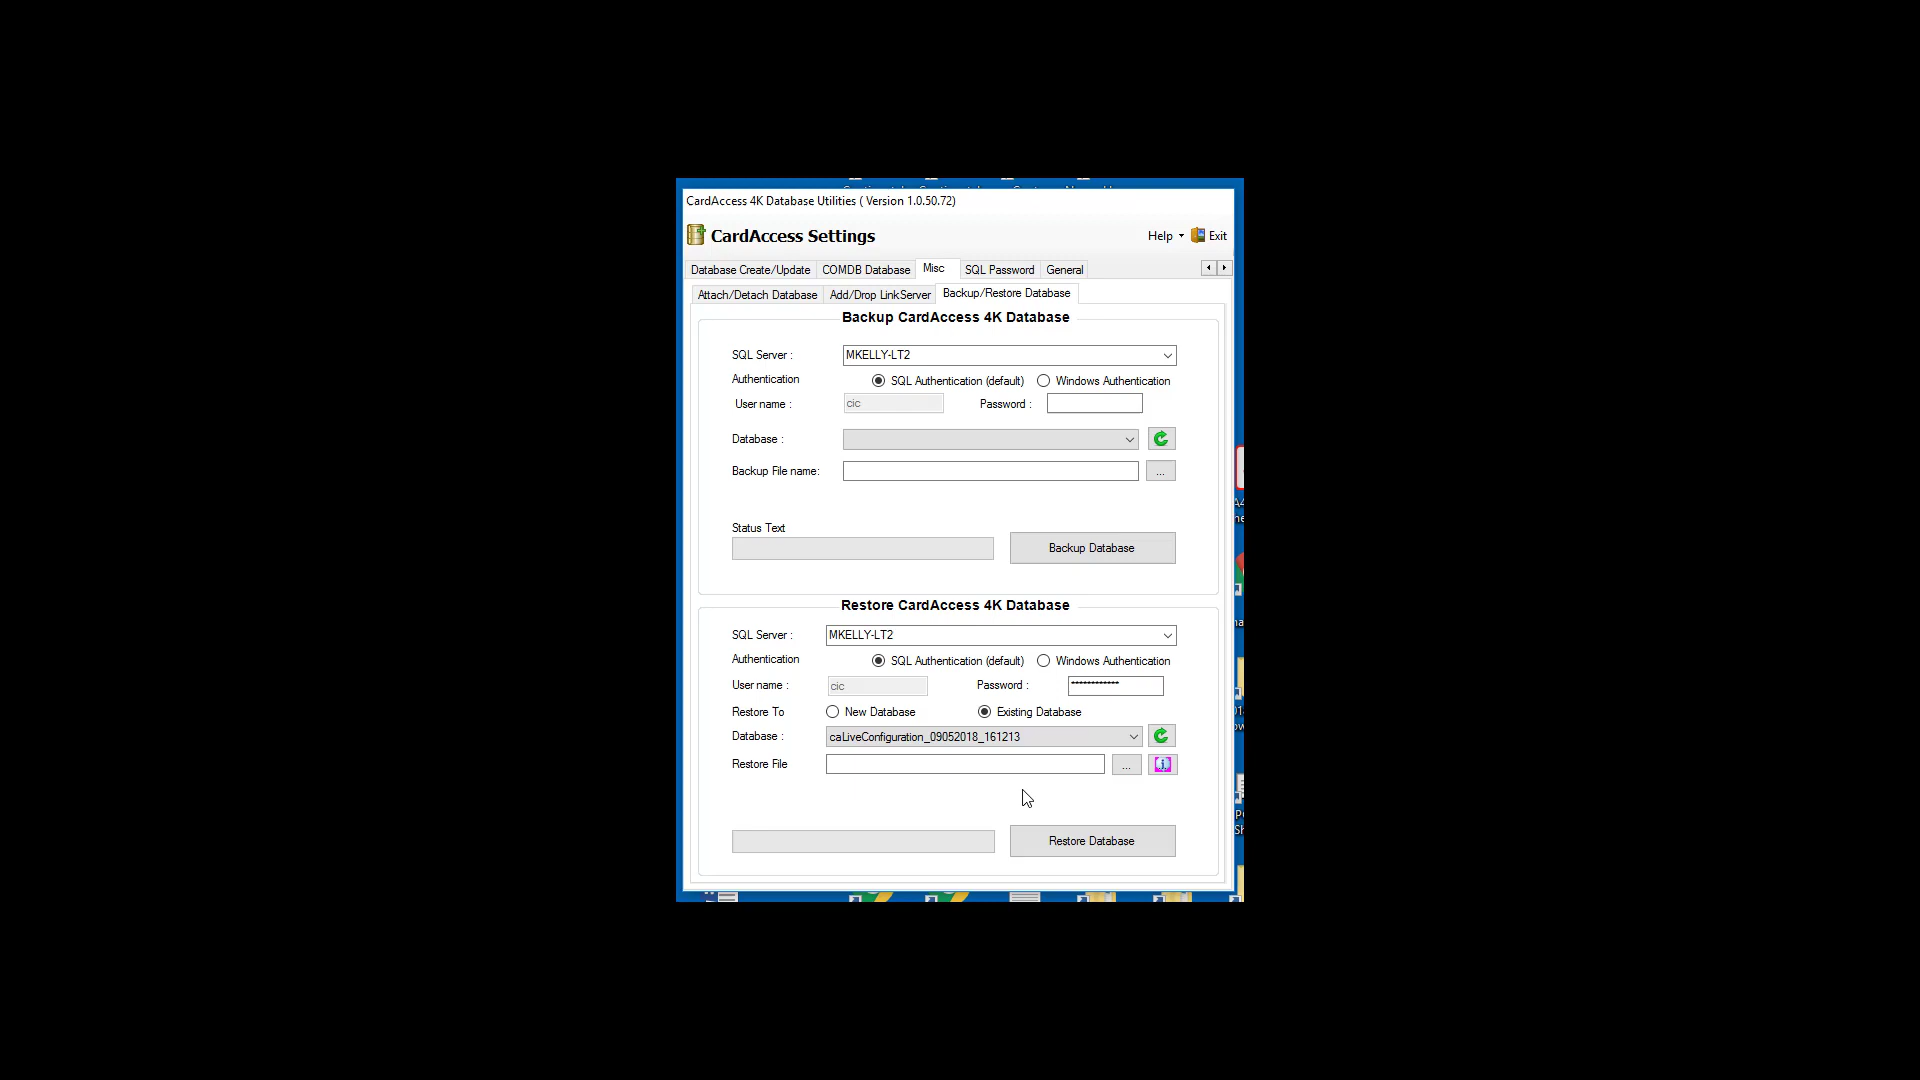 CardAccess 4K Database Utilities ( Version 1.0.50.72)
CardAccess Settings
Help
Exit
Database Create/Update
COMDB Database
Misc
SQL Password
General
Attach/Detach Database
Add/Drop LinkServer
Backup/Restore Database
Backup CardAccess 4K Database
SQL Server :
MKELLY-LT2
Authentication
SQL Authentication (default)
Windows Authentication
User name :
cic
Password :
Database :
Backup File name:
...
Status Text
Backup Database
Restore CardAccess 4K Database
SQL Server :
MKELLY-LT2
Authentication
SQL Authentication (default)
Windows Authentication
User name :
cic
Password :
************
Restore To
New Database
Existing Database
Database :
caLiveConfiguration_09052018_161213
Restore File
...
Restore Database